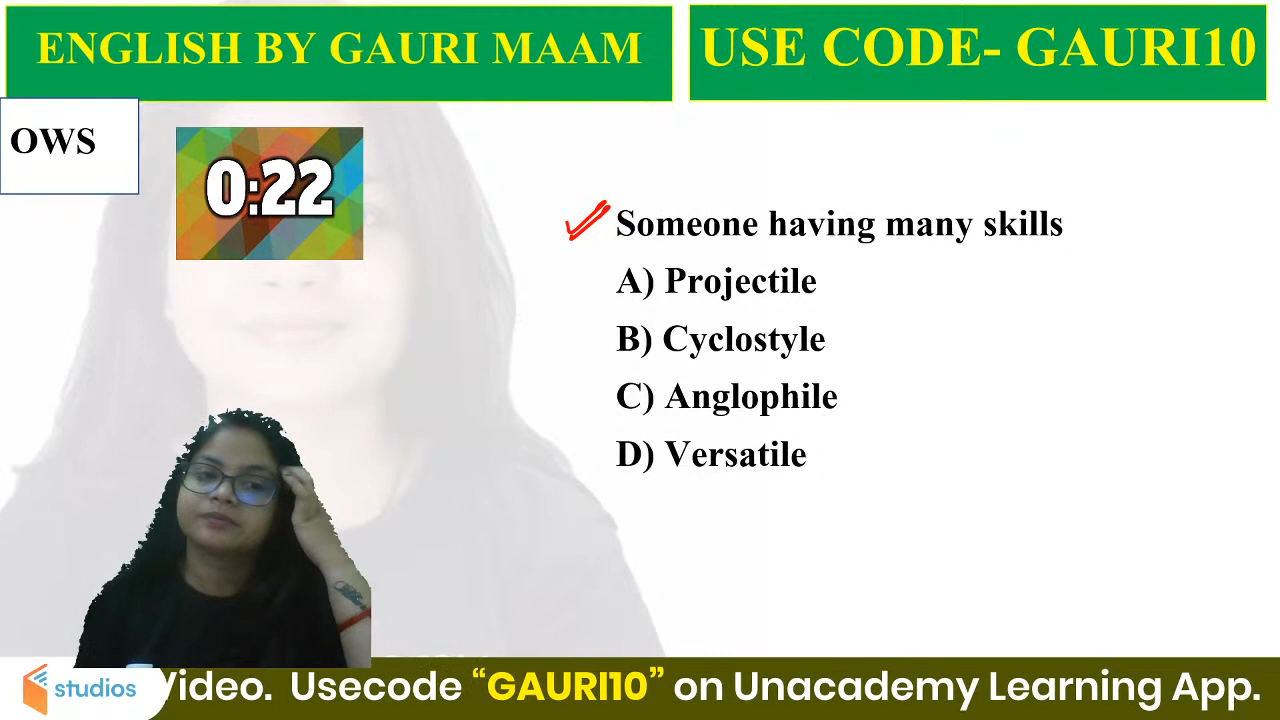 ENGLISH BY GAURI MAAM
USE CODE- GAURI10
OWS
0:22
Someone having many skills
A) Projectile
B) Cyclostyle
C) Anglophile
D) Versatile
studios
Video. Usecode “GAURI10” on Unacademy Learning App.